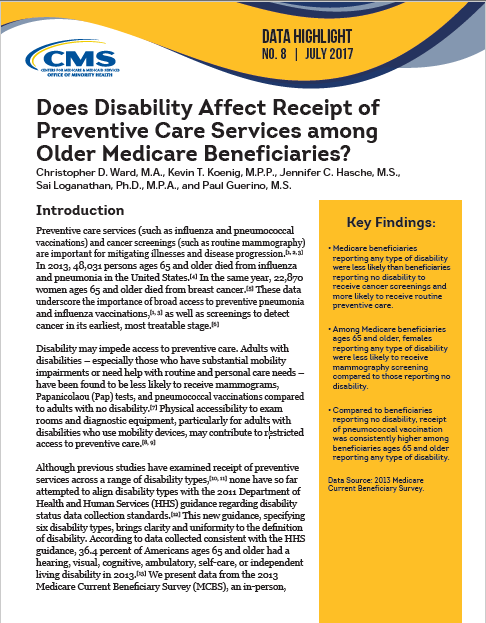 DATA HIGHLIGHT
NO. 8 | JULY 2017
CMS
CENTERS FOR MEDICARE & MEDICAID SERVICES
OFFICE OF MINORITY HEALTH
Does Disability Affect Receipt of
Preventive Care Services among
Older Medicare Beneficiaries?
Christopher D. Ward, M.A., Kevin T. Koenig, M.P.P., Jennifer C. Hasche, M.S.,
Sai Loganathan, Ph.D., M.P.A., and Paul Guerino, M.S.
Introduction
Preventive care services (such as influenza and pneumococcal
vaccinations) and cancer screenings (such as routine mammography)
are important for mitigating illnesses and disease progression.[1, 2, 3]
In 2013, 48,031 persons ages 65 and older died from influenza
and pneumonia in the United States.[4] In the same year, 22,870
women ages 65 and older died from breast cancer.[5] These data
underscore the importance of broad access to preventive pneumonia
and influenza vaccinations,[1, 3] as well as screenings to detect
cancer in its earliest, most treatable stage.[6]
Disability may impede access to preventive care. Adults with
disabilities – especially those who have substantial mobility
impairments or need help with routine and personal care needs –
have been found to be less likely to receive mammograms,
Papanicolaou (Pap) tests, and pneumococcal vaccinations compared
to adults with no disability.[7] Physical accessibility to exam
rooms and diagnostic equipment, particularly for adults with
disabilities who use mobility devices, may contribute to restricted
access to preventive care.[8, 9]
Although previous studies have examined receipt of preventive
services across a range of disability types,[10, 11] none have so far
attempted to align disability types with the 2011 Department of
Health and Human Services (HHS) guidance regarding disability
status data collection standards.[12] This new guidance, specifying
six disability types, brings clarity and uniformity to the definition
of disability. According to data collected consistent with the HHS
guidance, 36.4 percent of Americans ages 65 and older had a
hearing, visual, cognitive, ambulatory, self-care, or independent
living disability in 2013.[13] We present data from the 2013
Medicare Current Beneficiary Survey (MCBS), an in-person,
Key Findings:
• Medicare beneficiaries
reporting any type of disability
were less likely than beneficiaries
reporting no disability to
receive cancer screenings and
more likely to receive routine
preventive care.
• Among Medicare beneficiaries
ages 65 and older, females
reporting any type of disability
were less likely to receive
mammography screening
compared to those reporting no
disability.
• Compared to beneficiaries
reporting no disability, receipt
of pneumococcal vaccination
was consistently higher among
beneficiaries ages 65 and older
reporting any type of disability.
Data Source: 2013 Medicare
Current Beneficiary Survey.